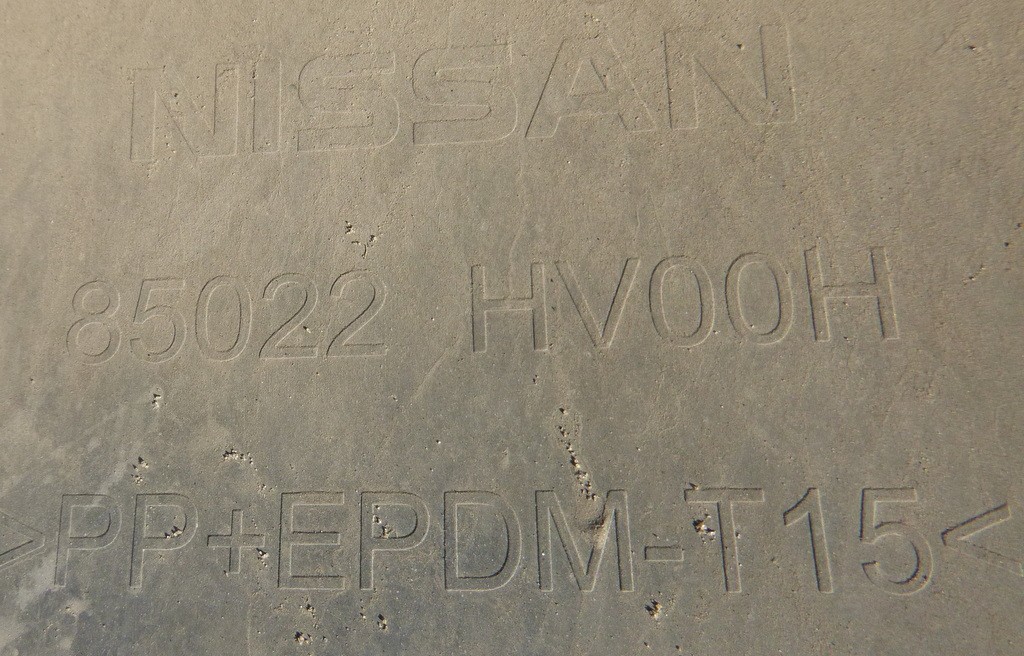 NISSAN
85022 HV00H
>PP+EPDM-T15<